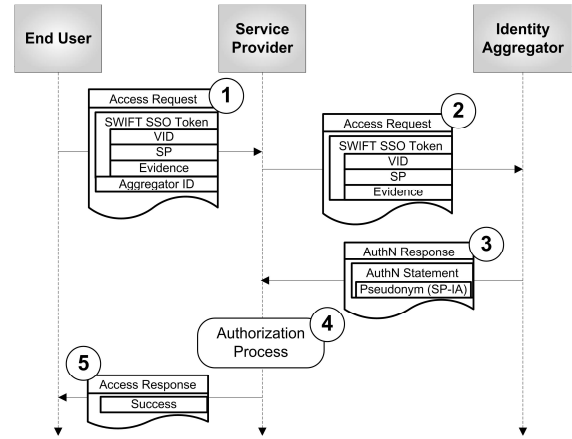 End User
Service
Provider
Identity
Aggregator
1
Access Request
SWIFT SSO Token
VID
SP
Evidence
Aggregator ID
2
Access Request
SWIFT SSO Token
VID
SP
Evidence
3
AuthN Response
AuthN Statement
Pseudonym (SP-IA)
4
Authorization
Process
5
Access Response
Success